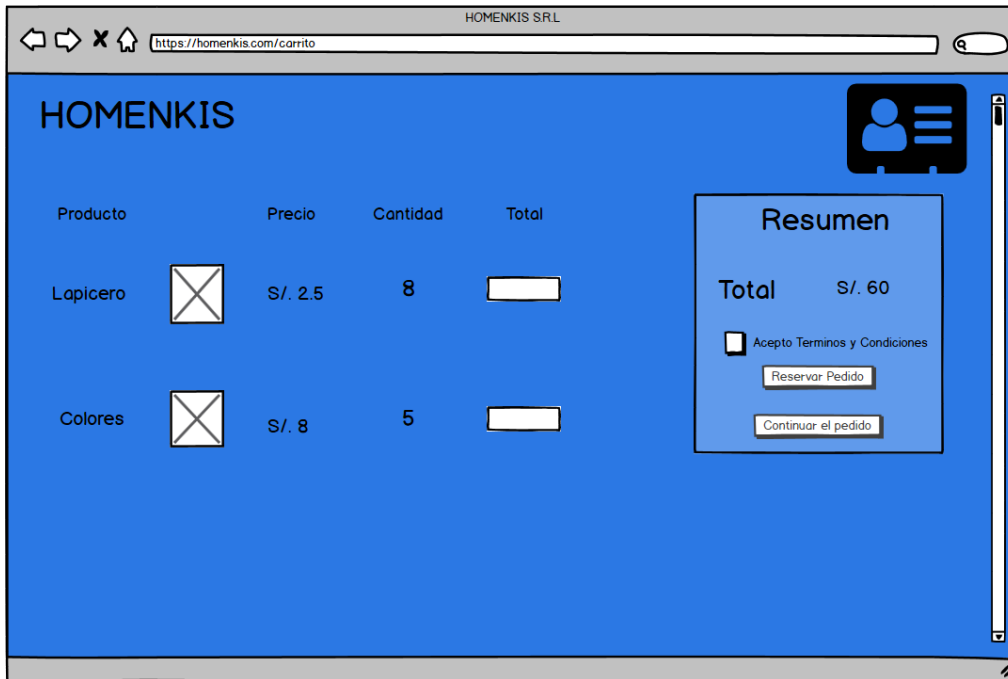 HOMENKIS S.R.L
https://homenkis.com/carrito
HOMENKIS
Producto Precio Cantidad Total
Lapicero S/. 2.5 8
Colores S/. 8 5
Resumen
Total S/. 60
Acepto Terminos y Condiciones
Reservar Pedido
Continuar el pedido